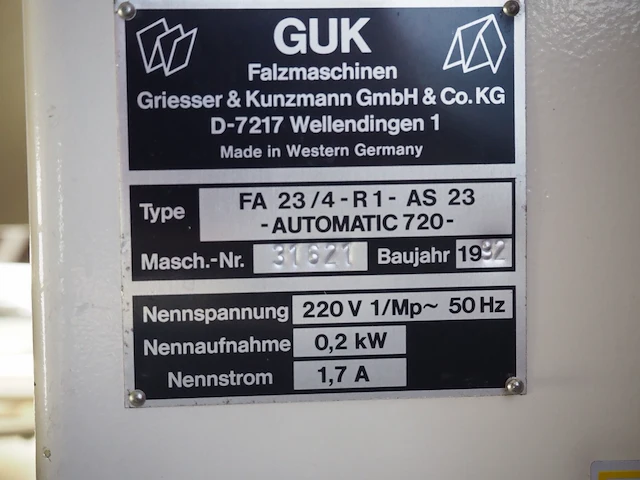 GUK
Falzmaschinen
Griesser & Kunzmann GmbH & Co. KG
D-7217 Wellendingen 1
Made in Western Germany
Type FA 23/4 - R1 - AS 23
- AUTOMATIC 720 -
Masch.-Nr. 31621 Baujahr 1992
Nennspannung 220 V 1/Mp~ 50 Hz
Nennaufnahme 0,2 kW
Nennstrom 1,7 A